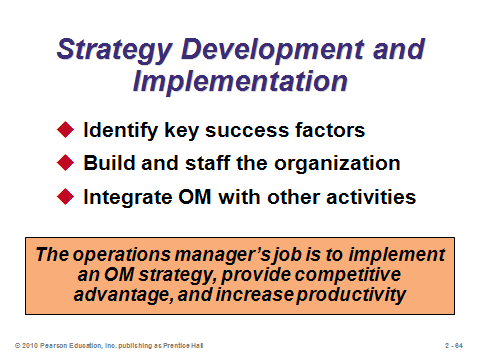 Strategy Development and
Implementation
Identify key success factors
Build and staff the organization
Integrate OM with other activities
The operations manager's job is to implement
an OM strategy, provide competitive
advantage, and increase productivity
© 2010 Pearson Education, Inc. publishing as Prentice Hall
2 - 64